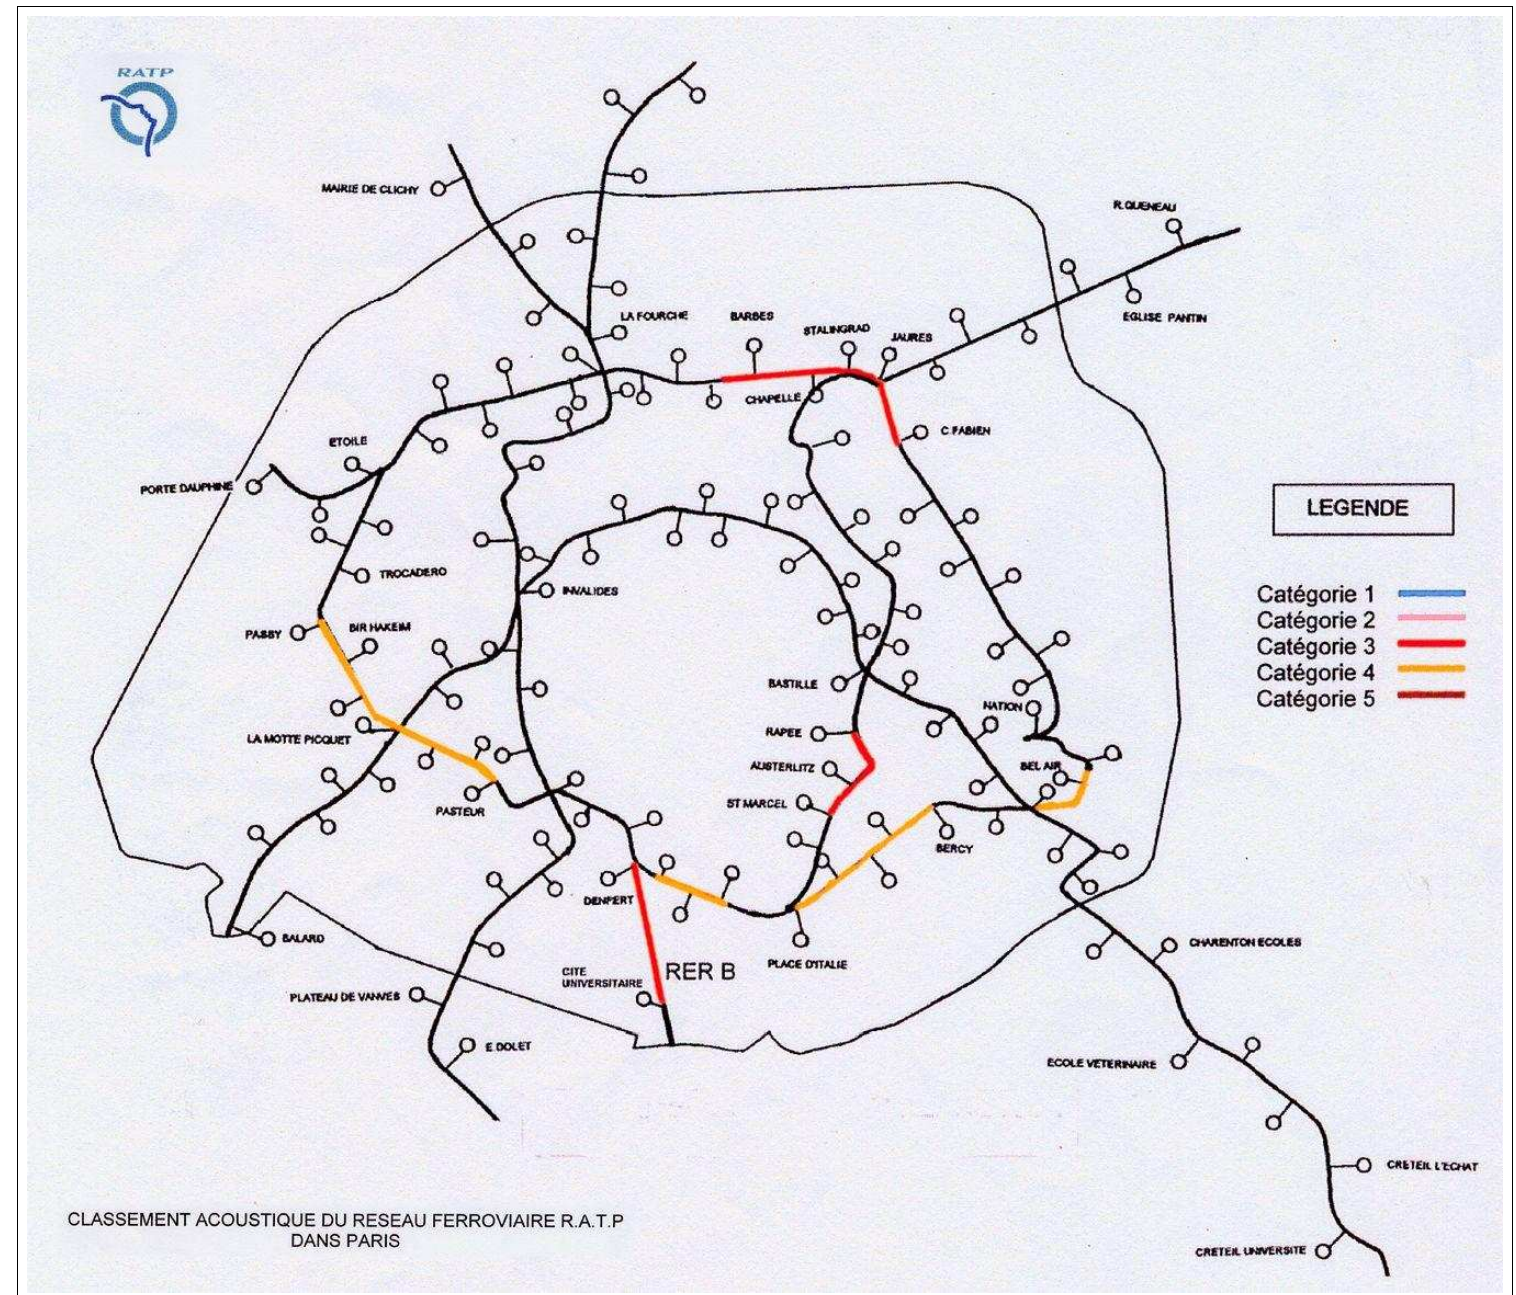 RATP
MAIRIE DE CLICHY
R. QUENEAU
LA FOURCHE
BARBES
STALINGRAD
JAURES
EGLISE PANTIN
CHAPELLE
C. FABIEN
ETOILE
PORTE DAUPHINE
LEGENDE
TROCADERO
INVALIDES
Catégorie 1
Catégorie 2
Catégorie 3
Catégorie 4
Catégorie 5
PASSY
BIR HAKEIM
BASTILLE
NATION
RAPEE
LA MOTTE PICQUET
AUSTERLITZ
BEL AIR
ST MARCEL
PASTEUR
BERCY
DENFERT
BALARD
CHARENTON ECOLES
PLACE D'ITALIE
CITE
UNIVERSITAIRE
RER B
PLATEAU DE VANVES
E DOLET
ECOLE VETERINAIRE
CRETEIL L'ECHAT
CLASSEMENT ACOUSTIQUE DU RESEAU FERROVIAIRE R.A.T.P
DANS PARIS
CRETEIL UNIVERSITE